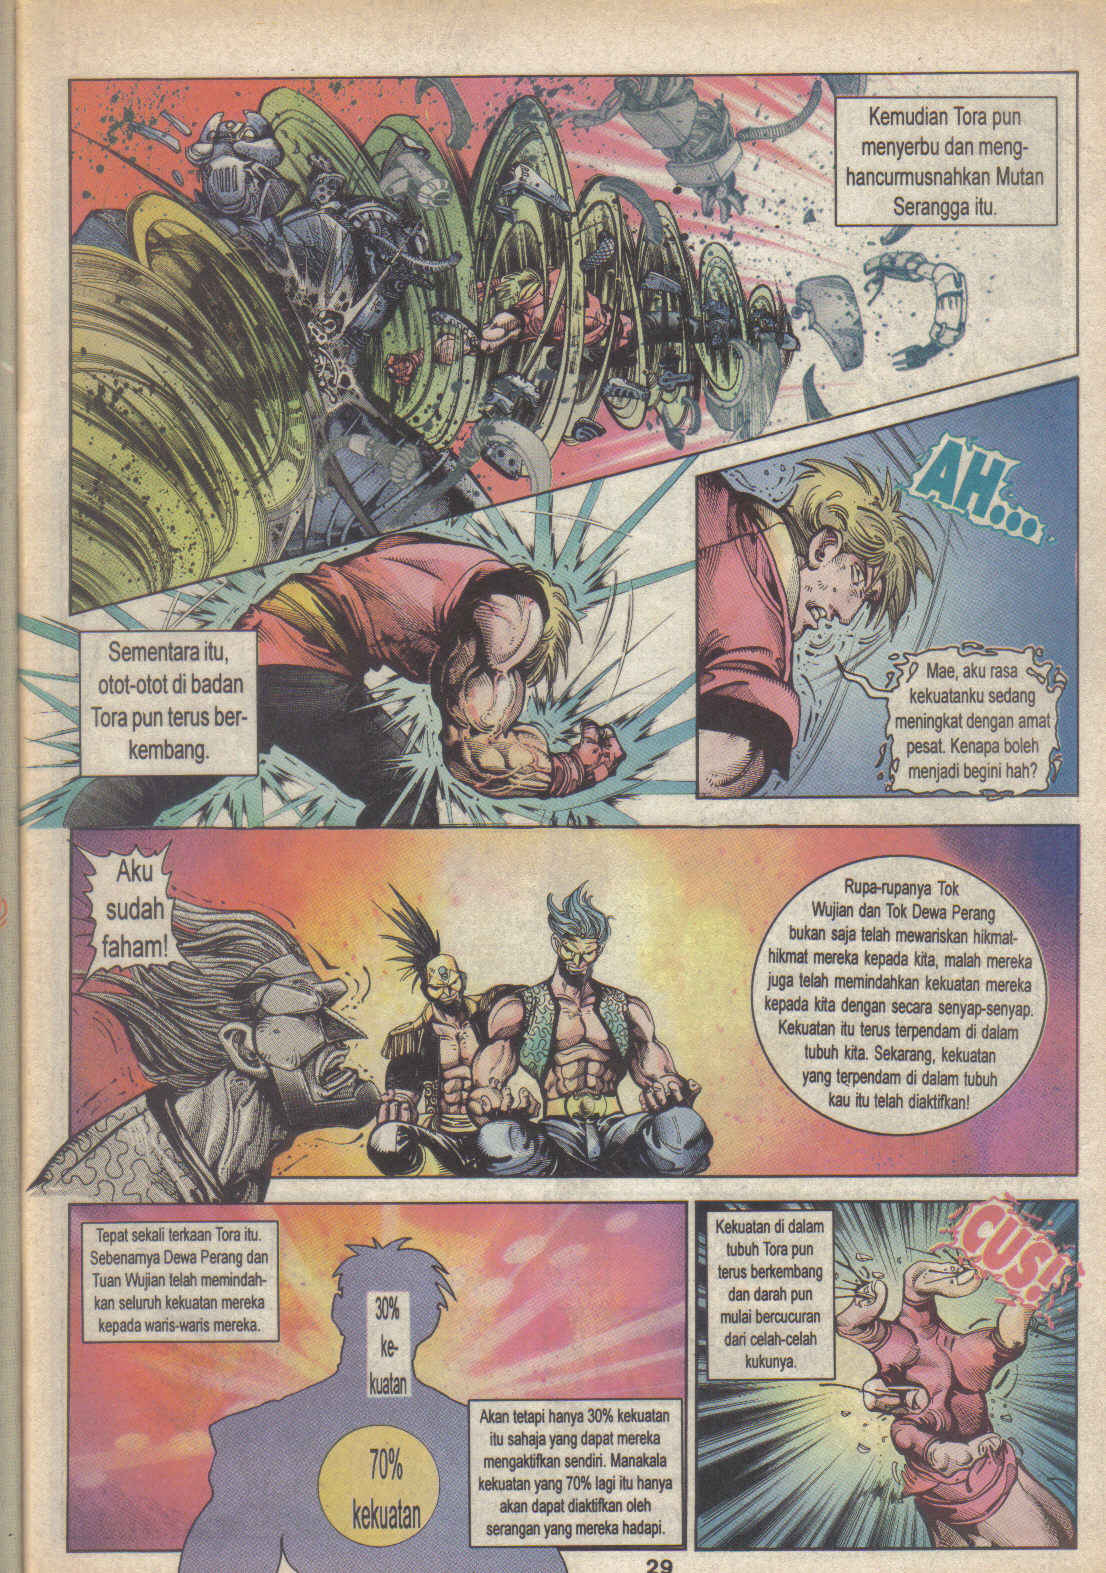 Kemudian Tora pun
menyerbu dan meng-
hancurmusnahkan Mutan
Serangga itu.
Sementara itu,
otot-otot di badan
Tora pun terus ber-
kembang.
AH...
Mae, aku rasa
kekuatanku sedang
meningkat dengan amat
pesat. Kenapa boleh
menjadi begini hah?
Aku
sudah
faham!
Rupa-rupanya Tok
Wujian dan Tok Dewa Perang
bukan saja telah mewariskan hikmat-
hikmat mereka kepada kita, malah mereka
juga telah memindahkan kekuatan mereka
kepada kita dengan secara senyap-senyap.
Kekuatan itu terus terpendam di dalam
tubuh kita. Sekarang, kekuatan
yang terpendam di dalam tubuh
kau itu telah diaktifkan!
Tepat sekali terkaan Tora itu.
Sebenarnya Dewa Perang dan
Tuan Wujian telah memindah-
kan seluruh kekuatan mereka
kepada waris-waris mereka.
30%
ke-
kuatan
70%
kekuatan
Akan tetapi hanya 30% kekuatan
itu sahaja yang dapat mereka
mengaktifkan sendiri. Manakala
kekuatan yang 70% lagi itu hanya
akan dapat diaktifkan oleh
serangan yang mereka hadapi.
Kekuatan di dalam
tubuh Tora pun
terus berkembang
dan darah pun
mulai bercucuran
dari celah-celah
kukunya.
CUS!
29